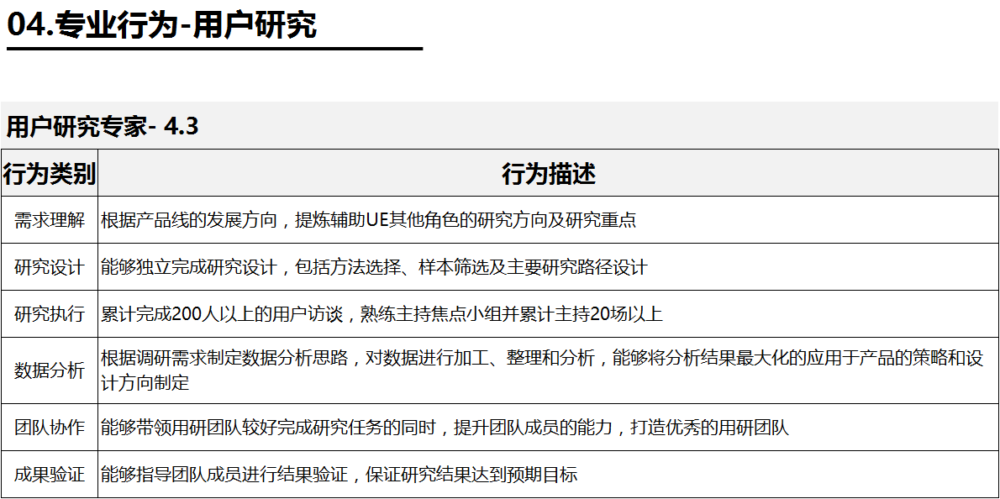 04.专业行为-用户研究
用户研究专家- 4.3
行为类别 行为描述
需求理解 根据产品线的发展方向，提炼辅助UE其他角色的研究方向及研究重点
研究设计 能够独立完成研究设计，包括方法选择、样本筛选及主要研究路径设计
研究执行 累计完成200人以上的用户访谈，熟练主持焦点小组并累计主持20场以上
数据分析 根据调研需求制定数据分析思路，对数据进行加工、整理和分析，能够将分析结果最大化的应用于产品的策略和设
计方向制定
团队协作 能够带领用研团队较好完成研究任务的同时，提升团队成员的能力，打造优秀的用研团队
成果验证 能够指导团队成员进行结果验证，保证研究结果达到预期目标